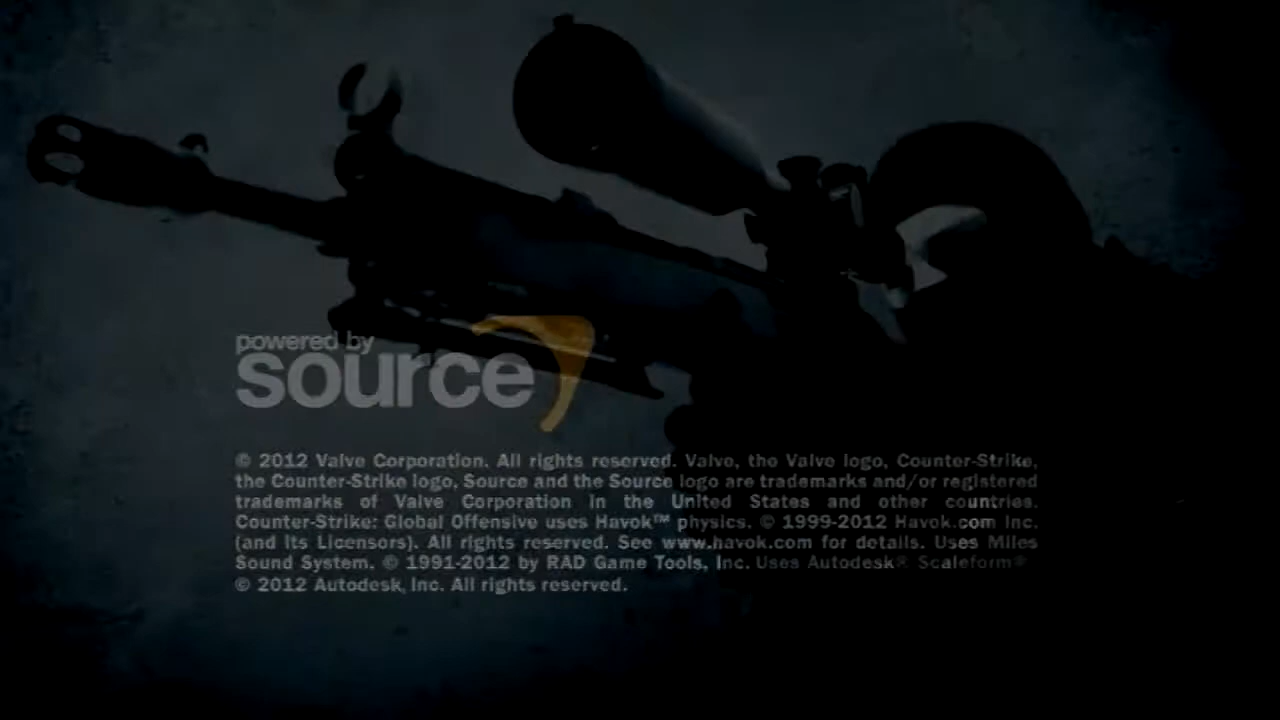 powered by
source
© 2012 Valve Corporation. All rights reserved. Valve, the Valve logo, Counter-Strike,
the Counter-Strike logo, Source and the Source logo are trademarks and/or registered
trademarks of Valve Corporation in the United States and other countries.
Counter-Strike: Global Offensive uses Havok™ physics. © 1999-2012 Havok.com Inc.
(and its Licensors). All rights reserved. See www.havok.com for details. Uses Miles
Sound System. © 1991-2012 by RAD Game Tools, Inc. Uses Autodesk® Scaleform®
© 2012 Autodesk, Inc. All rights reserved.